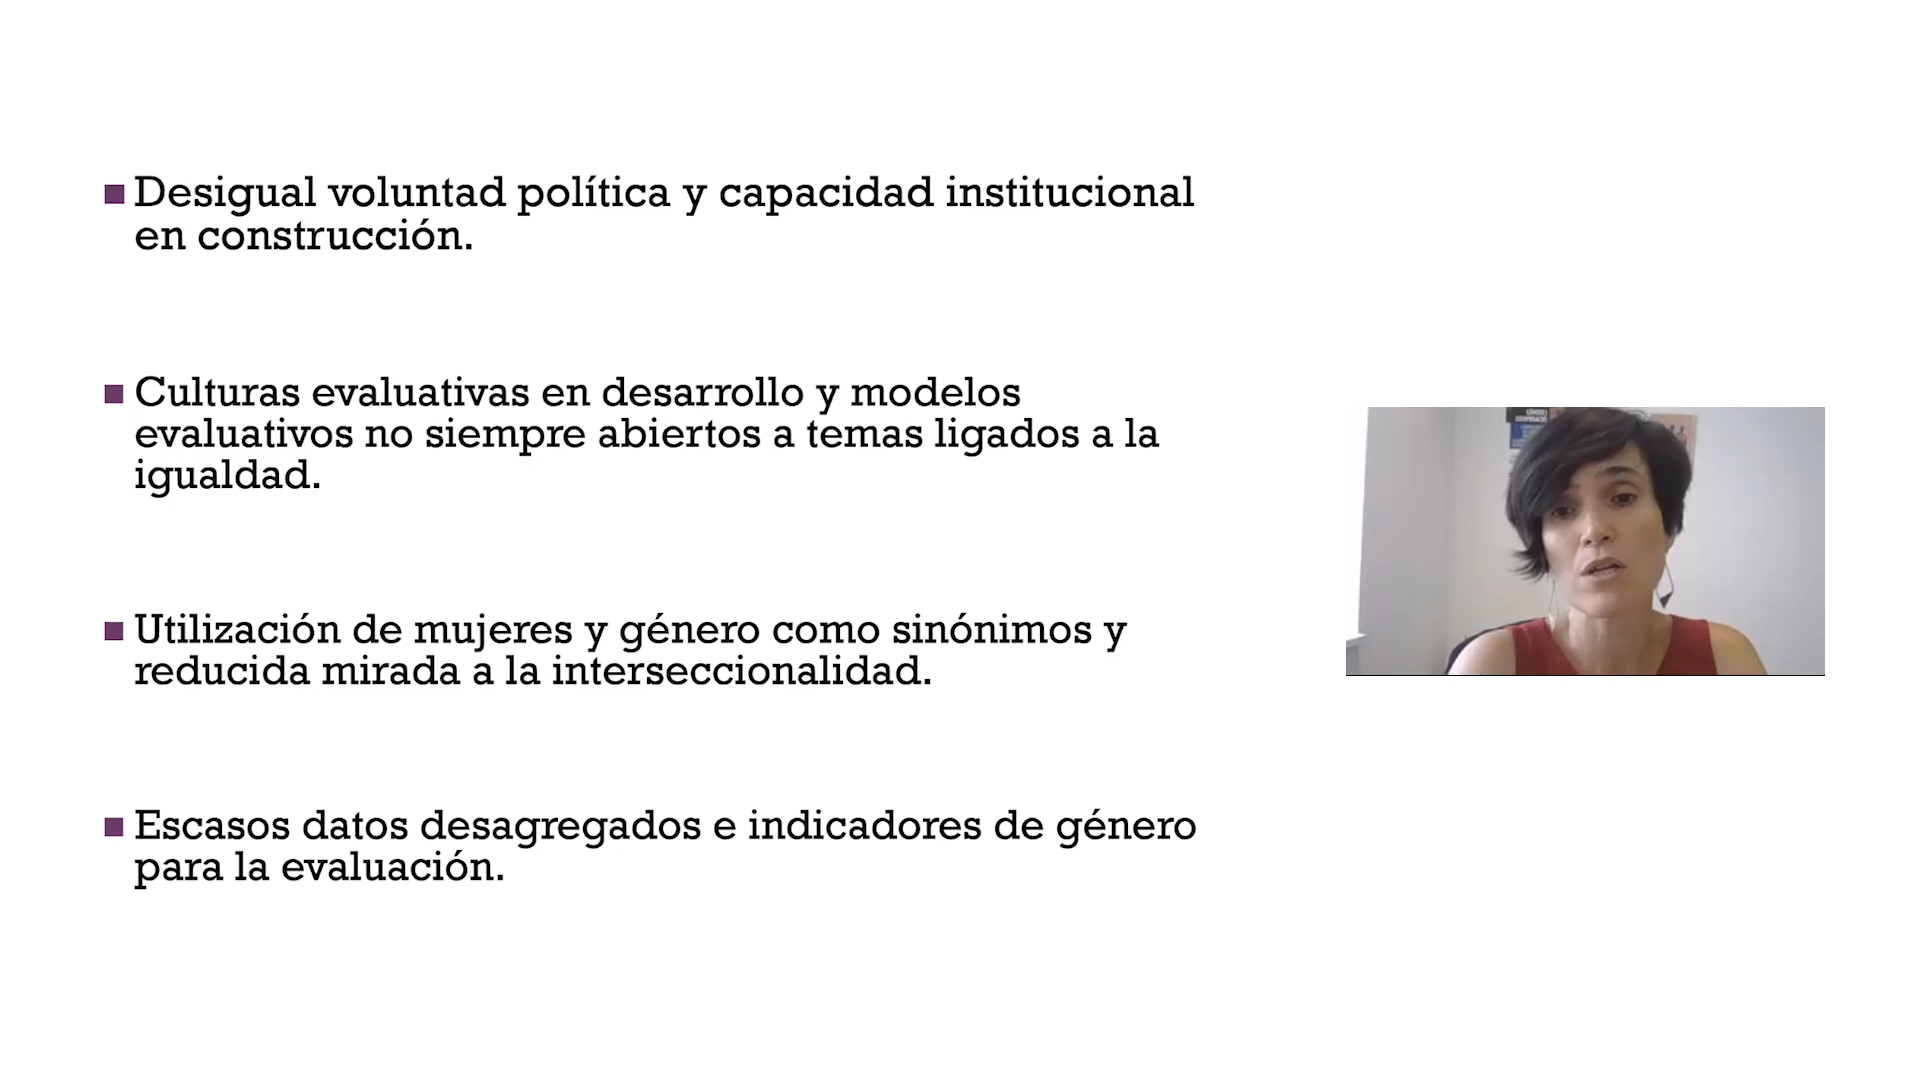 Desigual voluntad política y capacidad institucional
en construcción.
Culturas evaluativas en desarrollo y modelos
evaluativos no siempre abiertos a temas ligados a la
igualdad.
Utilización de mujeres y género como sinónimos y
reducida mirada a la interseccionalidad.
Escasos datos desagregados e indicadores de género
para la evaluación.